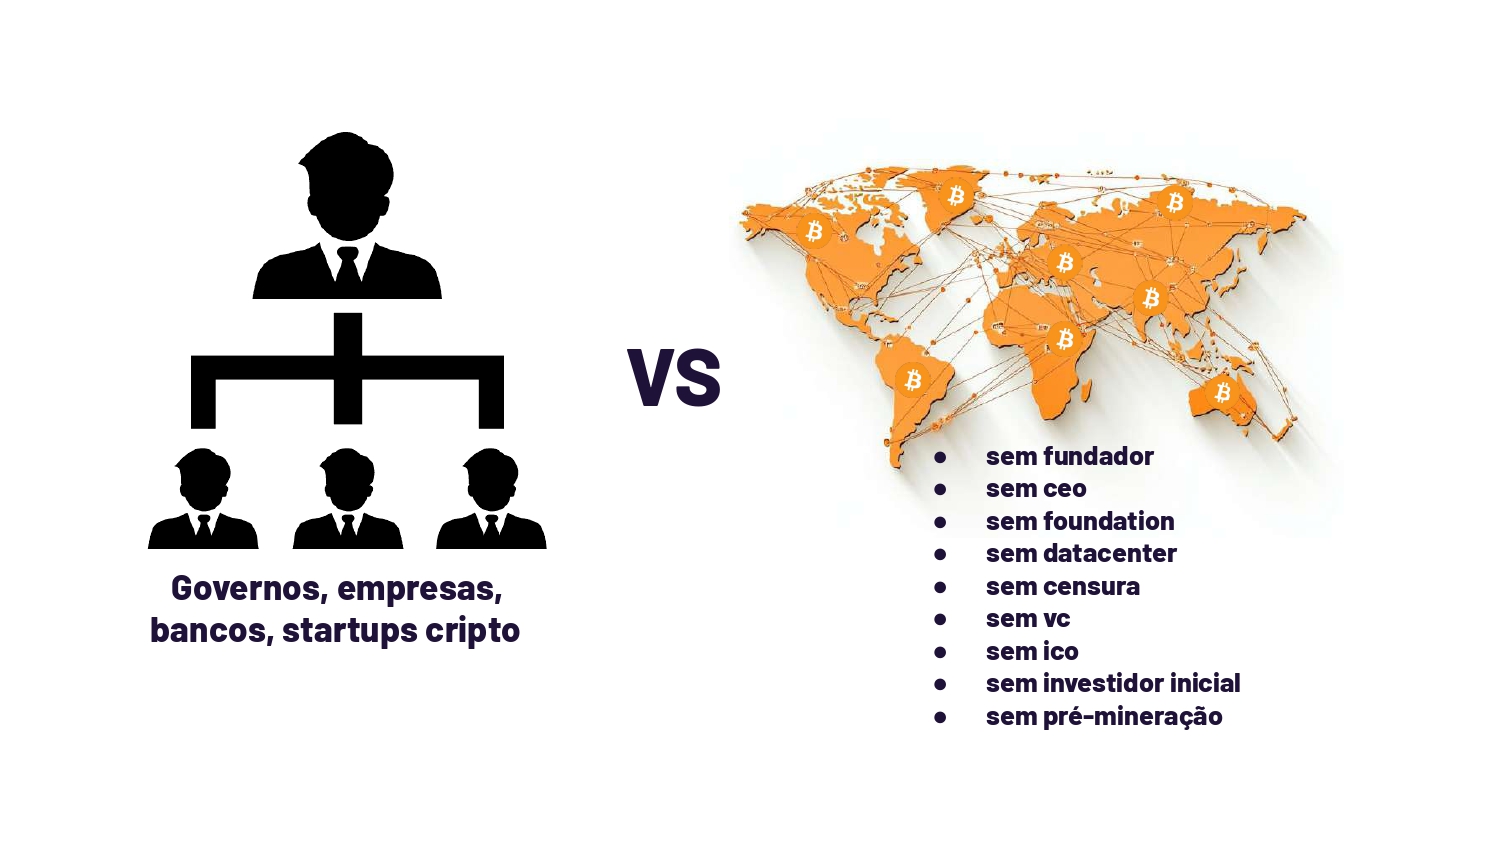 Governos, empresas,
bancos, startups cripto
VS
● sem fundador
● sem ceo
● sem foundation
● sem datacenter
● sem censura
● sem vc
● sem ico
● sem investidor inicial
● sem pré-mineração